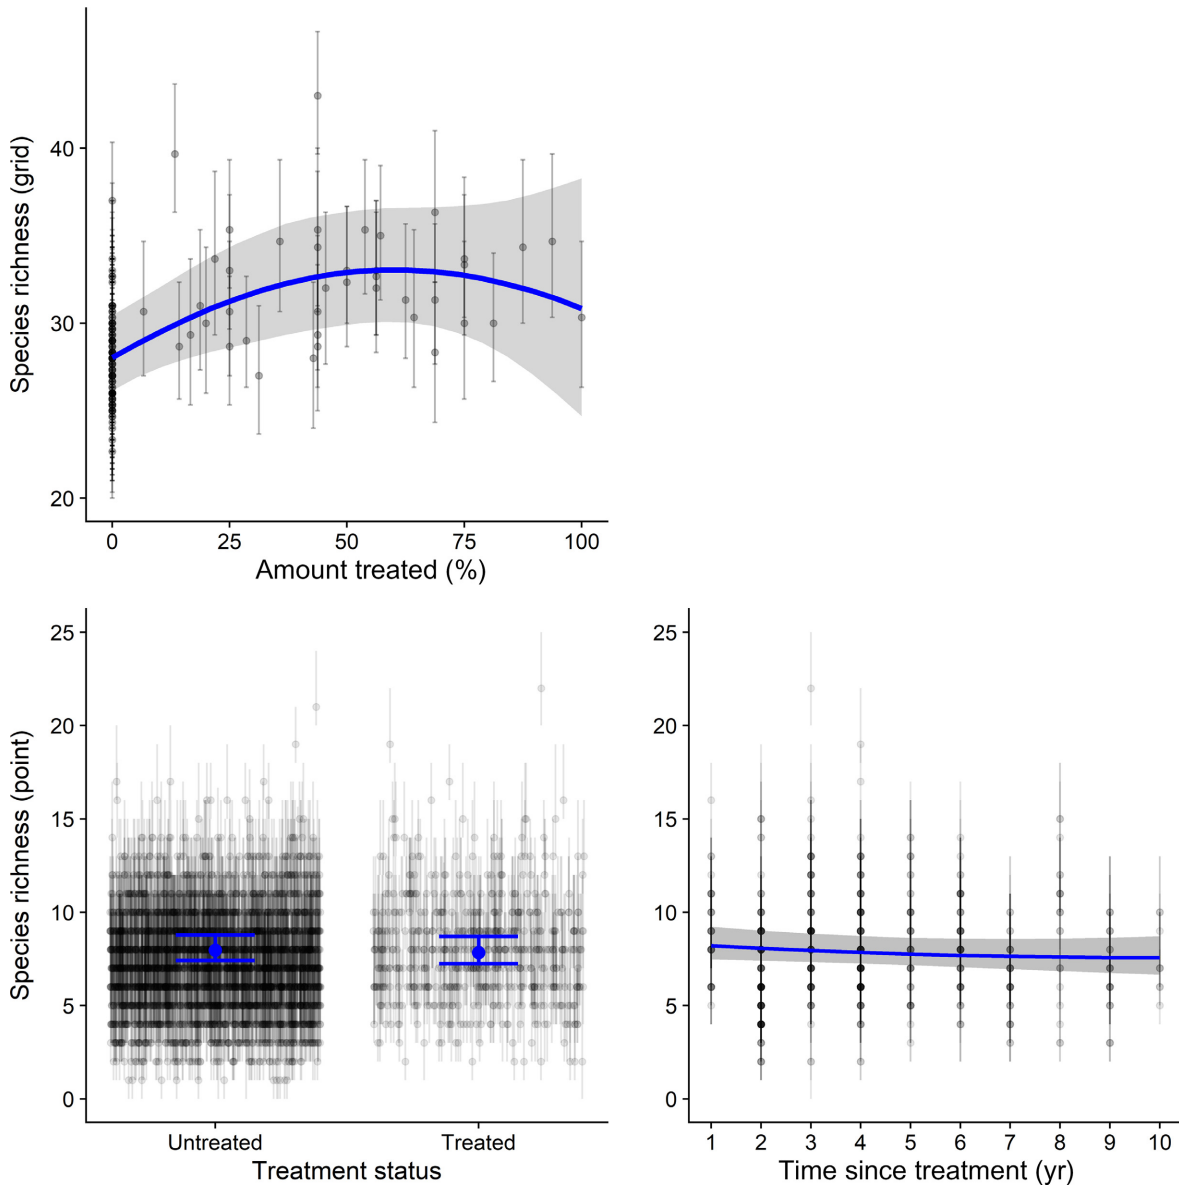 Species richness (grid)
40
30
20
0 25 50 75 100
Amount treated (%)
Species richness (point)
25
20
15
10
5
0
Untreated Treated
Treatment status
25
20
15
10
5
0
1 2 3 4 5 6 7 8 9 10
Time since treatment (yr)